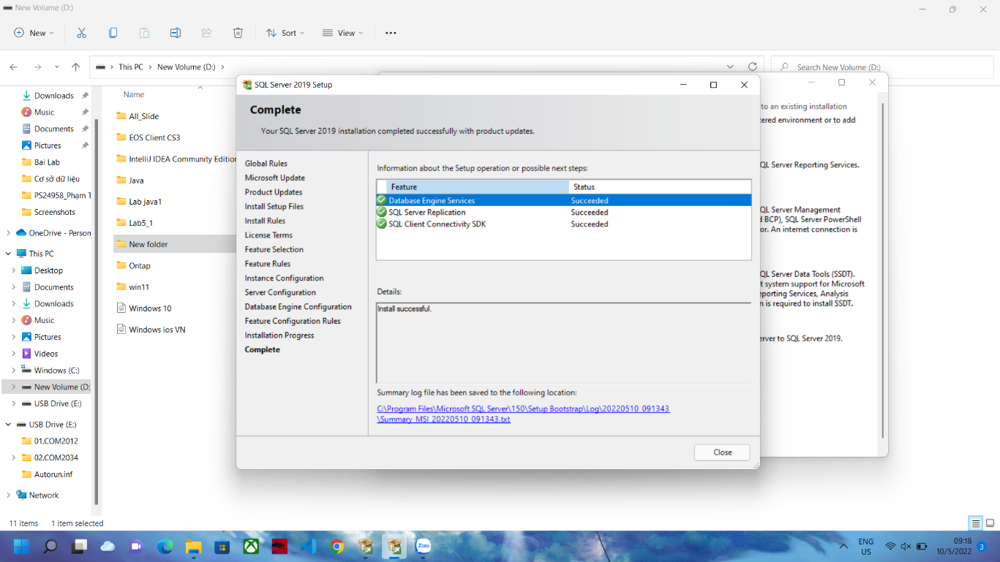 New Volume (D:)
New
Sort
View
This PC
New Volume (D:)
Search New Volume (D:)
Downloads
Music
Documents
Pictures
Bai Lab
Cơ sở dữ liệu
PS24958_Phạm T
Screenshots
OneDrive - Person
This PC
Desktop
Documents
Downloads
Music
Pictures
Videos
Windows (C:)
New Volume (D:
USB Drive (E:)
USB Drive (E:)
01.COM2012
02.COM2034
Autorun.inf
Network
Name
All_Slide
EOS Client CS3
IntelliJ IDEA Community Edition
Java
Lab java1
Lab5_1
New folder
Ontap
win11
Windows 10
Windows ios VN
SQL Server 2019 Setup
Complete
Your SQL Server 2019 installation completed successfully with product updates.
Global Rules
Microsoft Update
Product Updates
Install Setup Files
Install Rules
License Terms
Feature Selection
Feature Rules
Instance Configuration
Server Configuration
Database Engine Configuration
Feature Configuration Rules
Installation Progress
Complete
Information about the Setup operation or possible next steps:
Feature Status
Database Engine Services Succeeded
SQL Server Replication Succeeded
SQL Client Connectivity SDK Succeeded
Details:
Install successful.
Summary log file has been saved to the following location:
C:\Program Files\Microsoft SQL Server\150\Setup Bootstrap\Log\20220510_091343
\Summary_MSI_20220510_091343.txt
Close
to an existing installation
tered environment or to add
QL Server Reporting Services.
QL Server Management
d BCP), SQL Server PowerShell
or. An internet connection is
QL Server Data Tools (SSDT).
t system support for Microsoft
eporting Services, Analysis
n is required to install SSDT.
erver to SQL Server 2019.
11 items
1 item selected
Zalo
ENG
US
09:18
10/5/2022
3